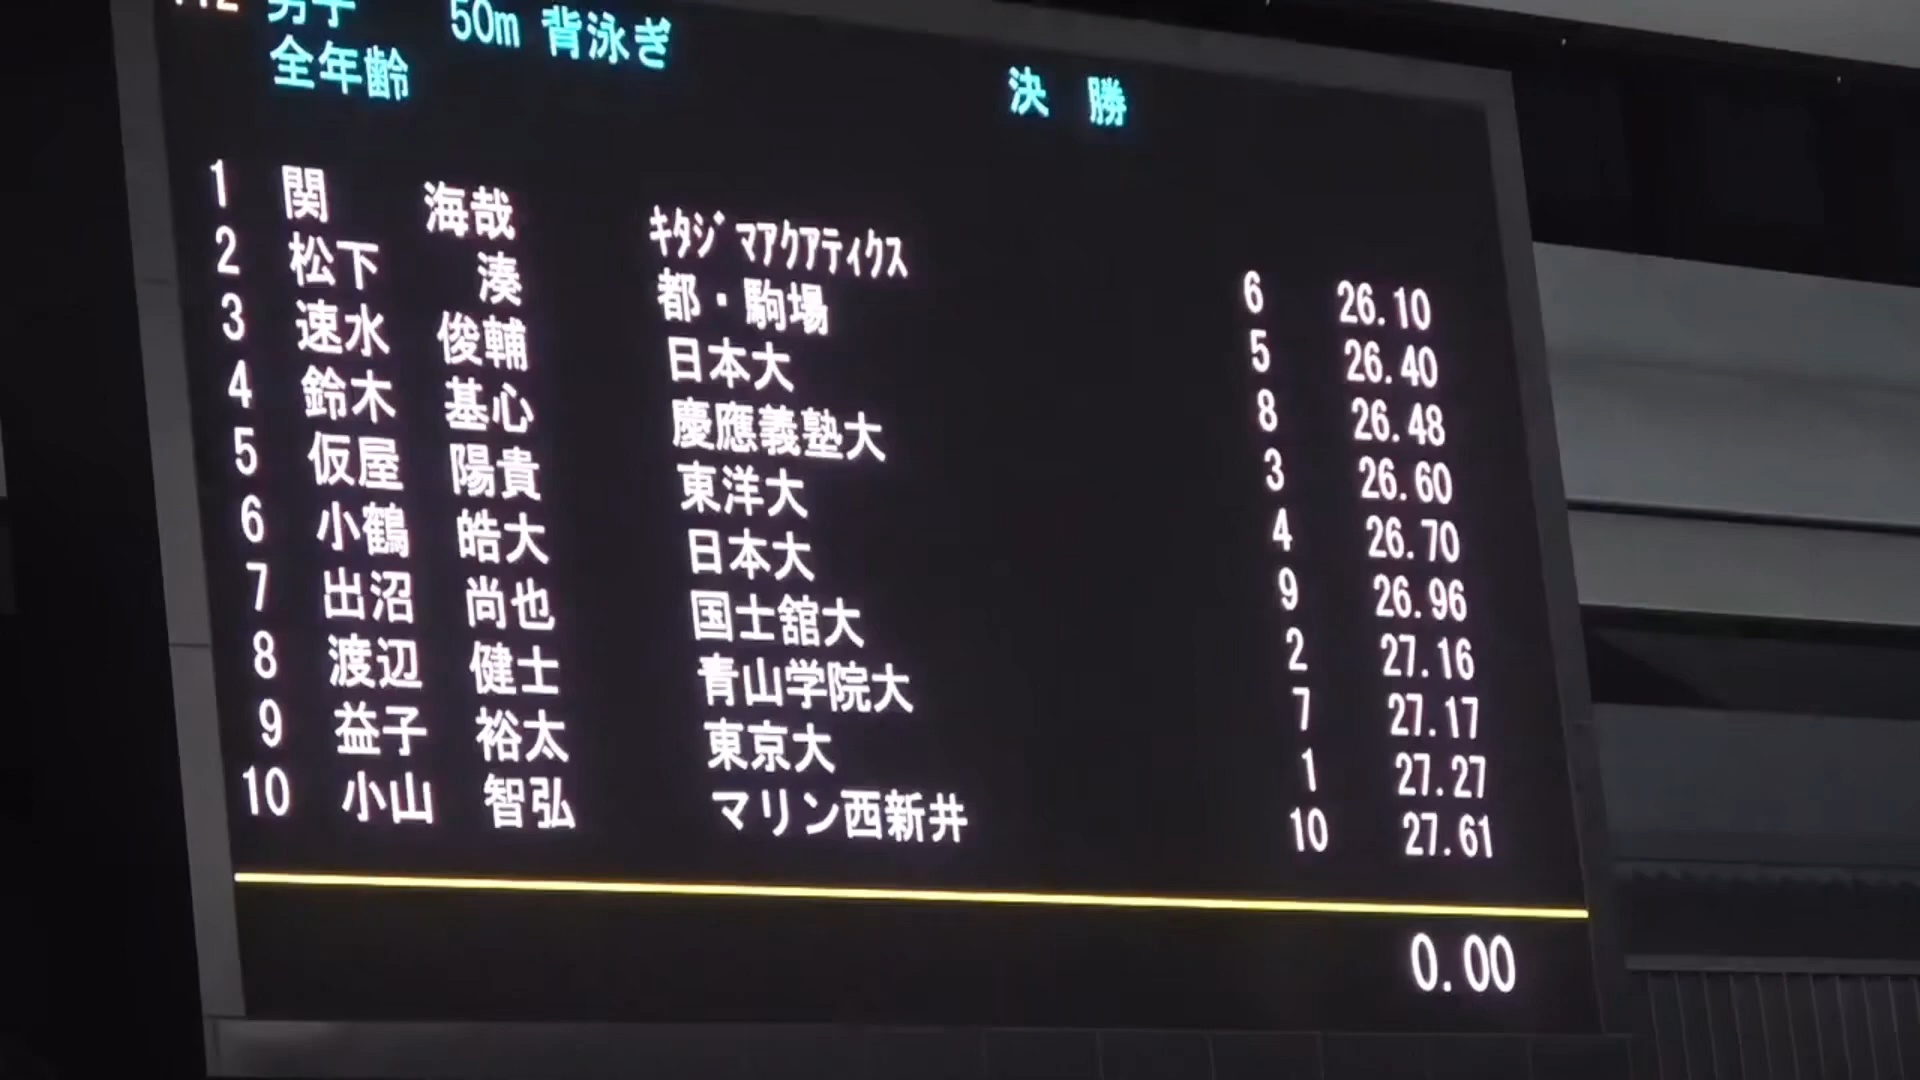 男子 50m 背泳ぎ
全年齢 決勝
1 関 海哉 キタジマアクアティクス 6 26.10
2 松下 湊 都・駒場 5 26.40
3 速水 俊輔 日本大 8 26.48
4 鈴木 基心 慶應義塾大 3 26.60
5 仮屋 陽貴 東洋大 4 26.70
6 小鶴 皓大 日本大 9 26.96
7 出沼 尚也 国士舘大 2 27.16
8 渡辺 健士 青山学院大 7 27.17
9 益子 裕太 東京大 1 27.27
10 小山 智弘 マリン西新井 10 27.61
0.00